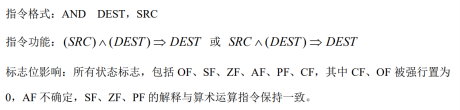 指令格式：AND DEST，SRC
指令功能：(SRC)∧(DEST)⇒DEST 或 SRC∧(DEST)⇒DEST
标志位影响：所有状态标志，包括 OF、SF、ZF、AF、PF、CF，其中 CF、OF 被强行置为
0，AF 不确定，SF、ZF、PF 的解释与算术运算指令保持一致。